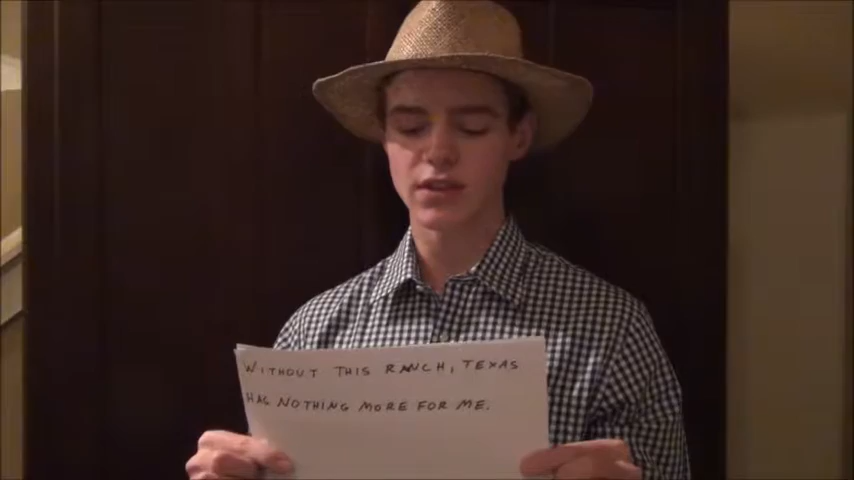 WITHOUT THIS RANCH, TEXAS
HAS NOTHING MORE FOR ME.